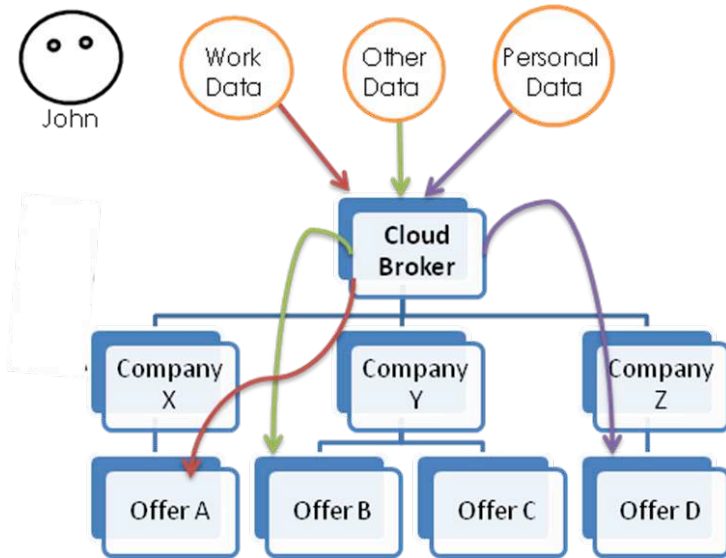 John
Work
Data
Other
Data
Personal
Data
Cloud
Broker
Company
X
Company
Y
Company
Z
Offer A
Offer B
Offer C
Offer D